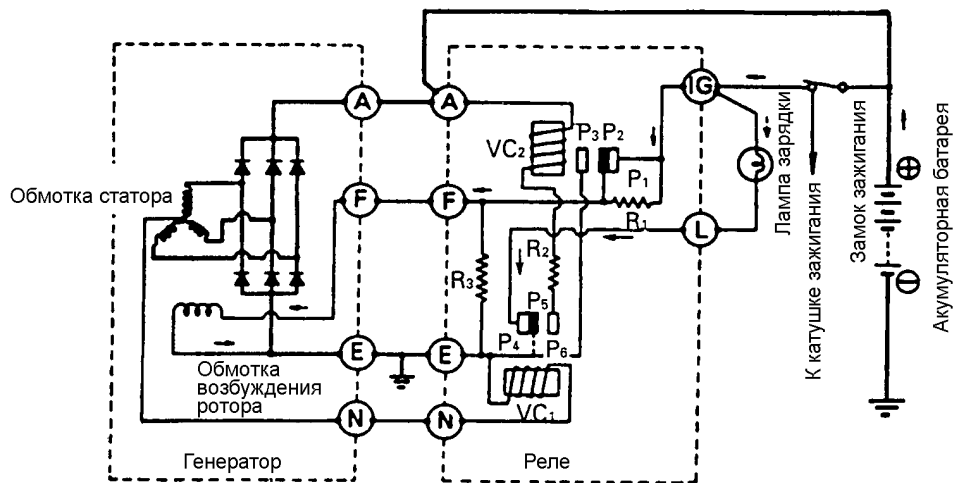 A
A
IG
P3 P2
VC2
P1
Обмотка статора
F
F
R1
L
Лампа зарядки
К катушке зажигания
Замок зажигания
Акумуляторная батарея
R3
R2
P5
P4
P6
E
E
Обмотка
возбуждения
ротора
VC1
N
N
Генератор
Реле